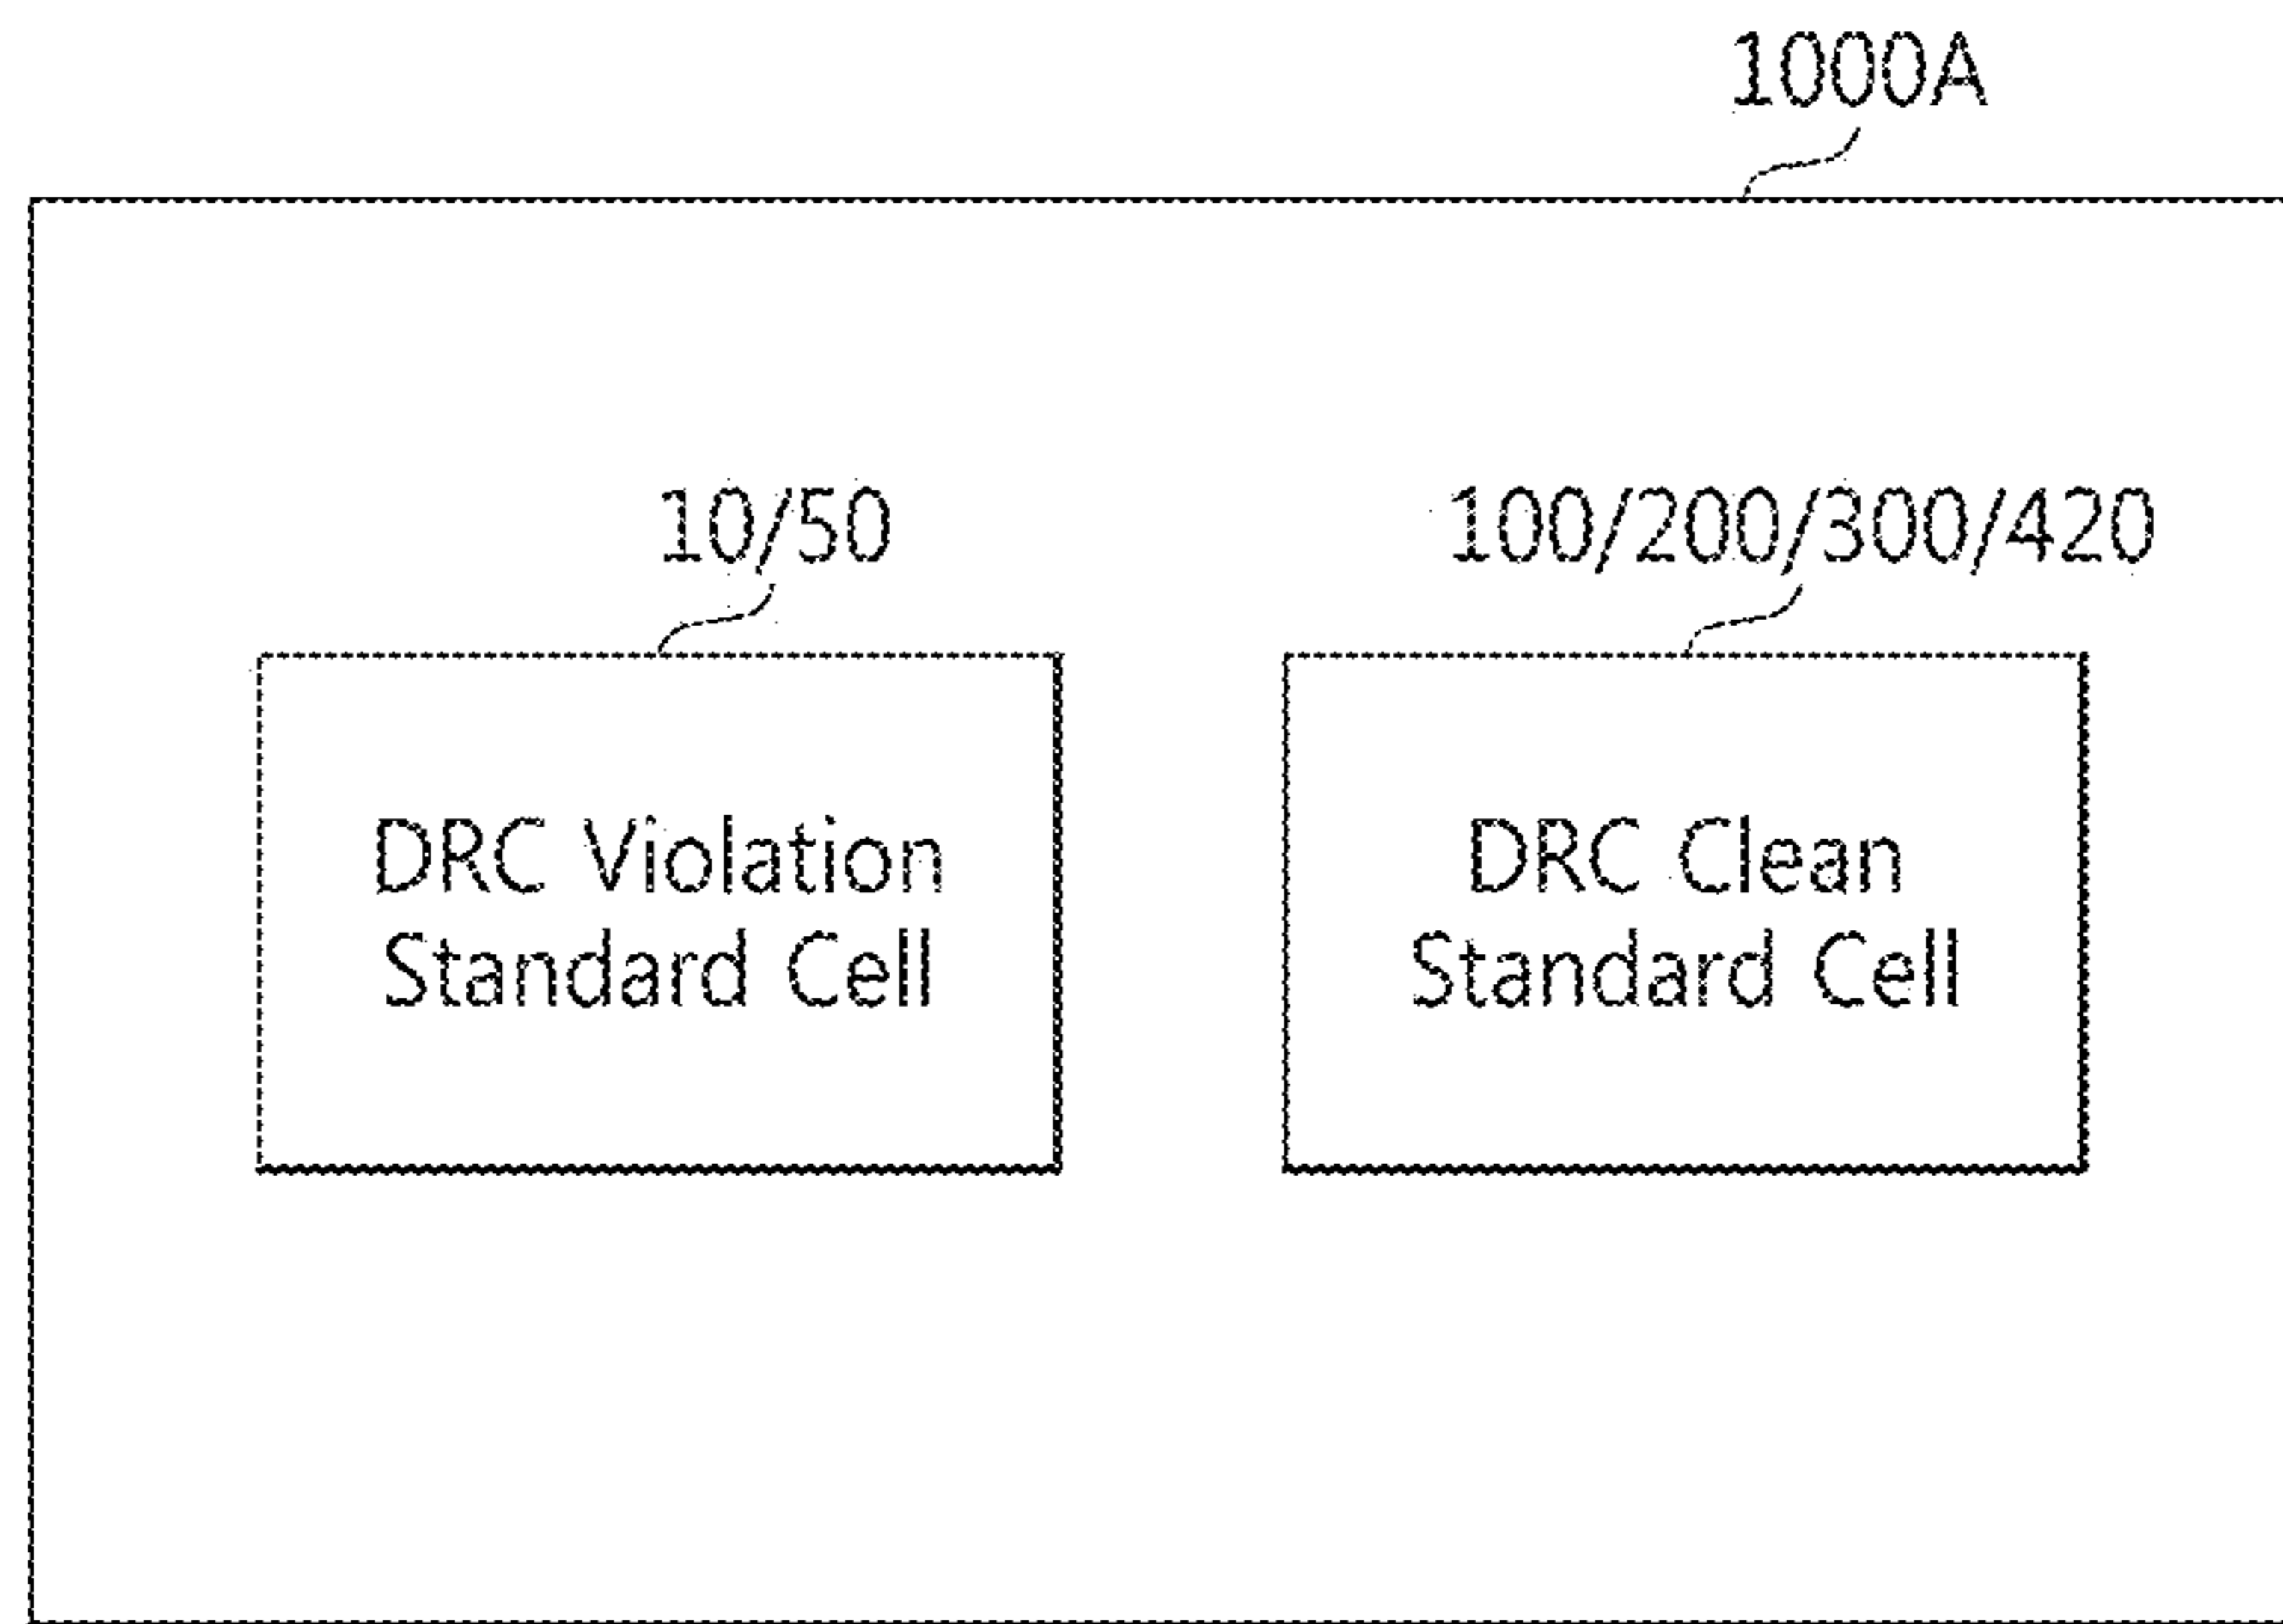 1000A
10/50
100/200/300/420
DRC Violation
Standard Cell
DRC Clean
Standard Cell